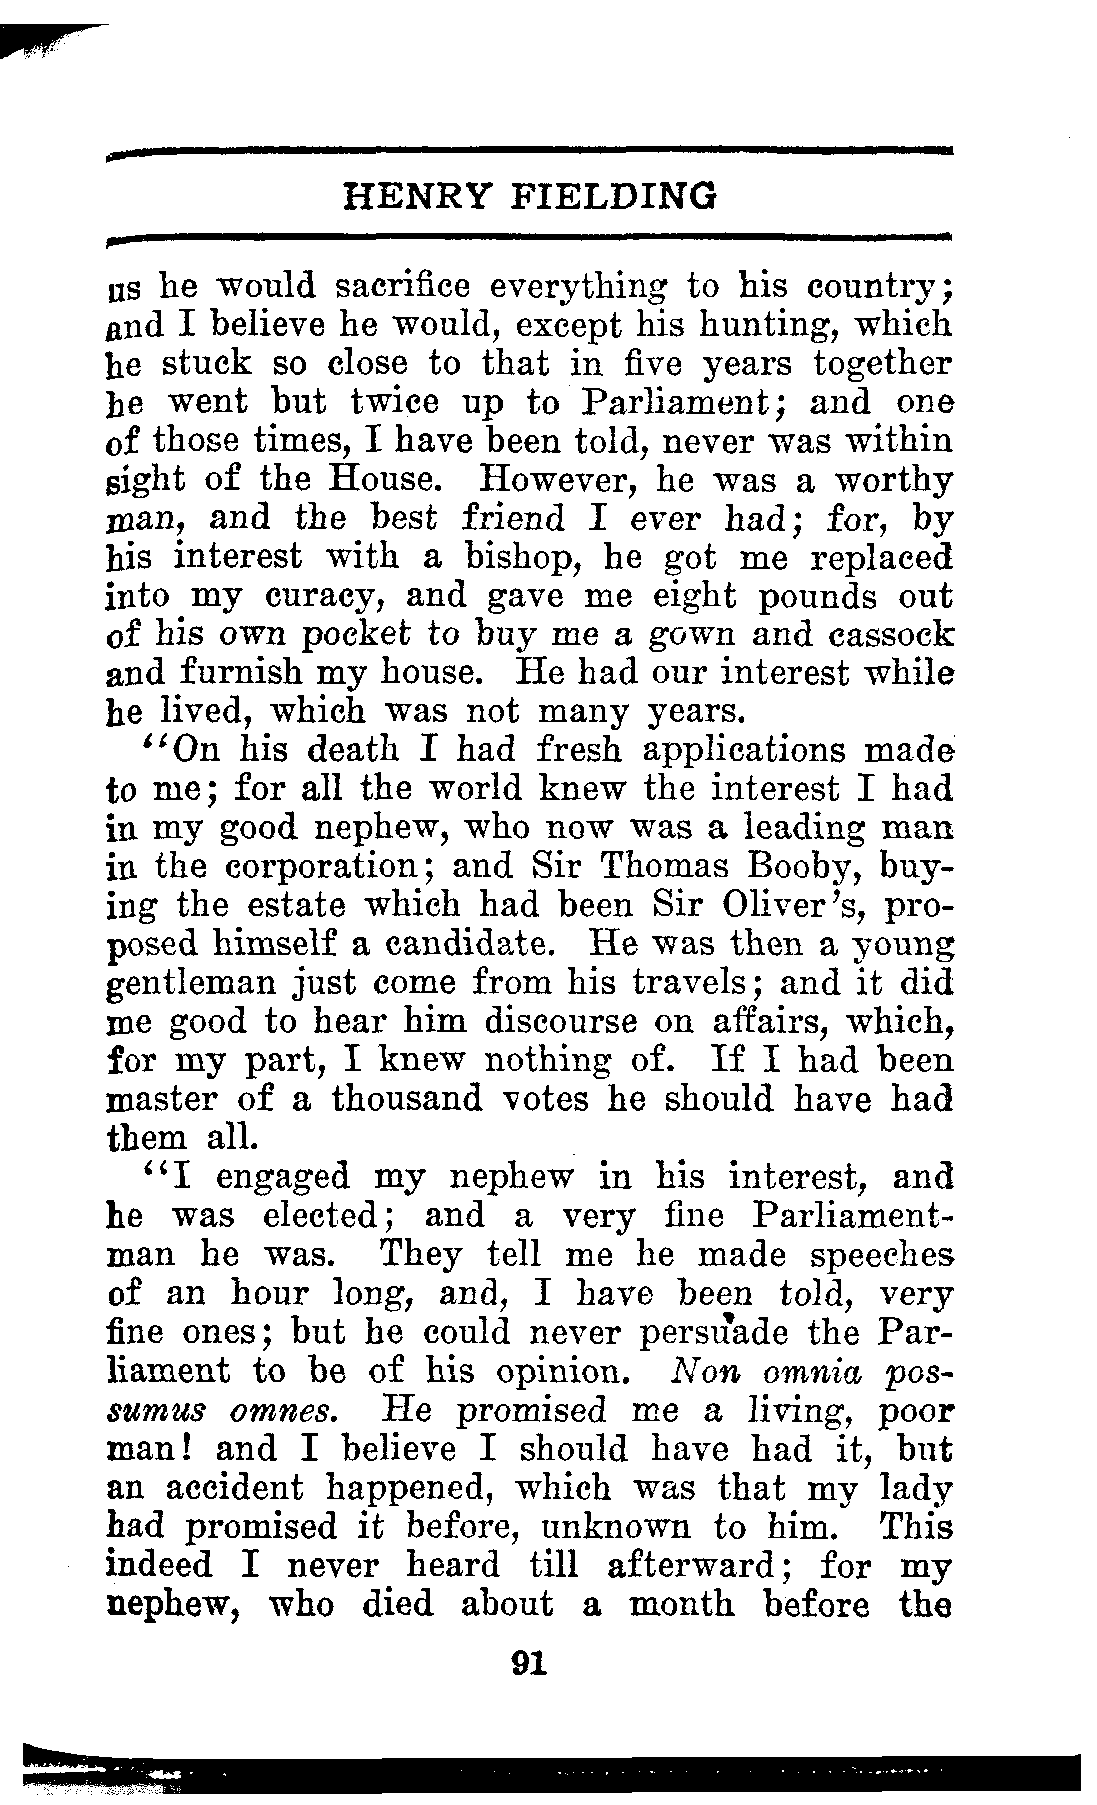 HENRY FIELDING
us he would sacrifice everything to his country;
and I believe he would, except his hunting, which
he stuck so close to that in five years together
he went but twice up to Parliament; and one
of those times, I have been told, never was within
sight of the House. However, he was a worthy
man, and the best friend I ever had; for, by
his interest with a bishop, he got me replaced
into my curacy, and gave me eight pounds out
of his own pocket to buy me a gown and cassock
and furnish my house. He had our interest while
he lived, which was not many years.
“On his death I had fresh applications made
to me; for all the world knew the interest I had
in my good nephew, who now was a leading man
in the corporation; and Sir Thomas Booby, buy-
ing the estate which had been Sir Oliver's, pro-
posed himself a candidate. He was then a young
gentleman just come from his travels; and it did
me good to hear him discourse on affairs, which,
for my part, I knew nothing of. If I had been
master of a thousand votes he should have had
them all.
“I engaged my nephew in his interest, and
he was elected; and a very fine Parliament-
man he was. They tell me he made speeches
of an hour long, and, I have been told, very
fine ones; but he could never persuade the Par-
liament to be of his opinion. Non omnia pos-
sumus omnes. He promised me a living, poor
man! and I believe I should have had it, but
an accident happened, which was that my lady
had promised it before, unknown to him. This
indeed I never heard till afterward; for my
nephew, who died about a month before the
91